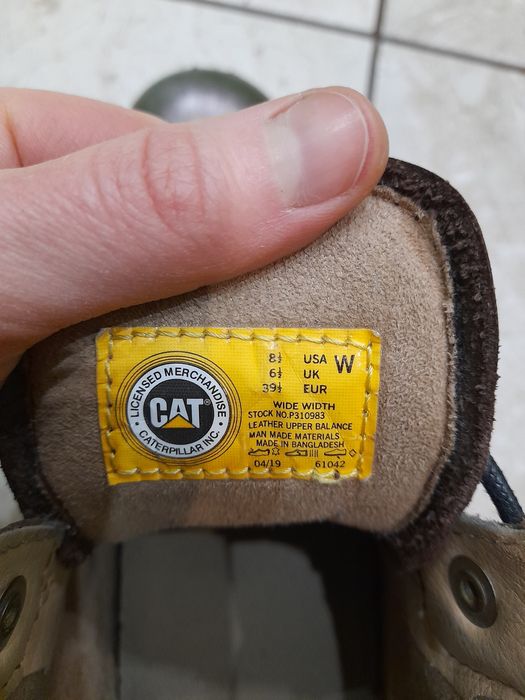 LICENSED MERCHANDISE
CAT®
CATERPILLAR INC.
8½ USA W
6½ UK
39½ EUR
WIDE WIDTH
STOCK NO.P310983
LEATHER UPPER BALANCE
MAN MADE MATERIALS
MADE IN BANGLADESH
04/19 61042